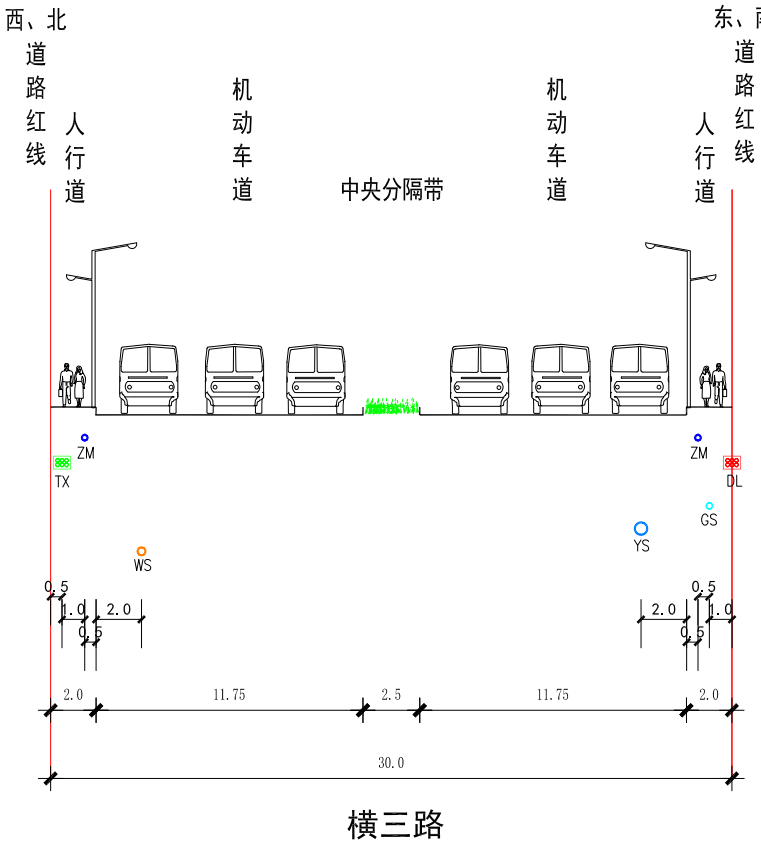 西、北
道路红线
人行道
机动车道
中央分隔带
机动车道
人行道
东、南
道路红线
ZM
TX
WS
ZM
DL
GS
YS
0.5
1.0
0.5
2.0
2.0
0.5
0.5
1.0
2.0
11.75
2.5
11.75
2.0
30.0
横三路